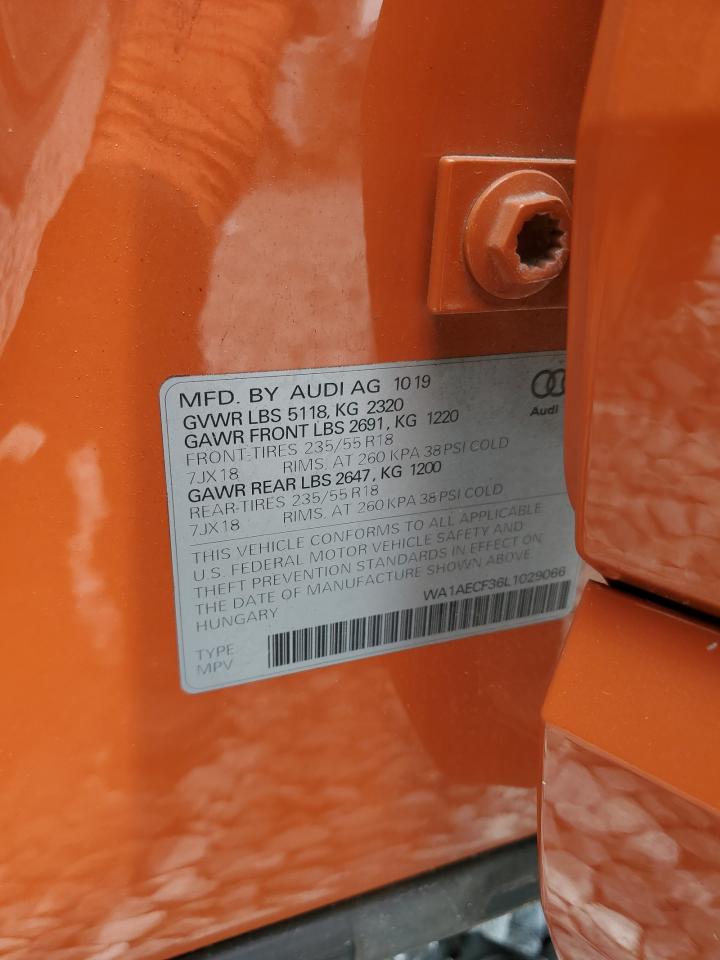 MFD. BY AUDI AG 10 19
GVWR LBS 5118, KG 2320
GAWR FRONT LBS 2691, KG 1220
FRONT-TIRES 235/55 R18
7JX18 RIMS, AT 260 KPA 38 PSI COLD
GAWR REAR LBS 2647, KG 1200
REAR-TIRES 235/55 R18
7JX18 RIMS, AT 260 KPA 38 PSI COLD
Audi
THIS VEHICLE CONFORMS TO ALL APPLICABLE
U.S. FEDERAL MOTOR VEHICLE SAFETY AND
THEFT PREVENTION STANDARDS IN EFFECT ON
THE DATE OF MANUFACTURE SHOWN ABOVE.
HUNGARY WA1AECF36L1029066
TYPE
MPV